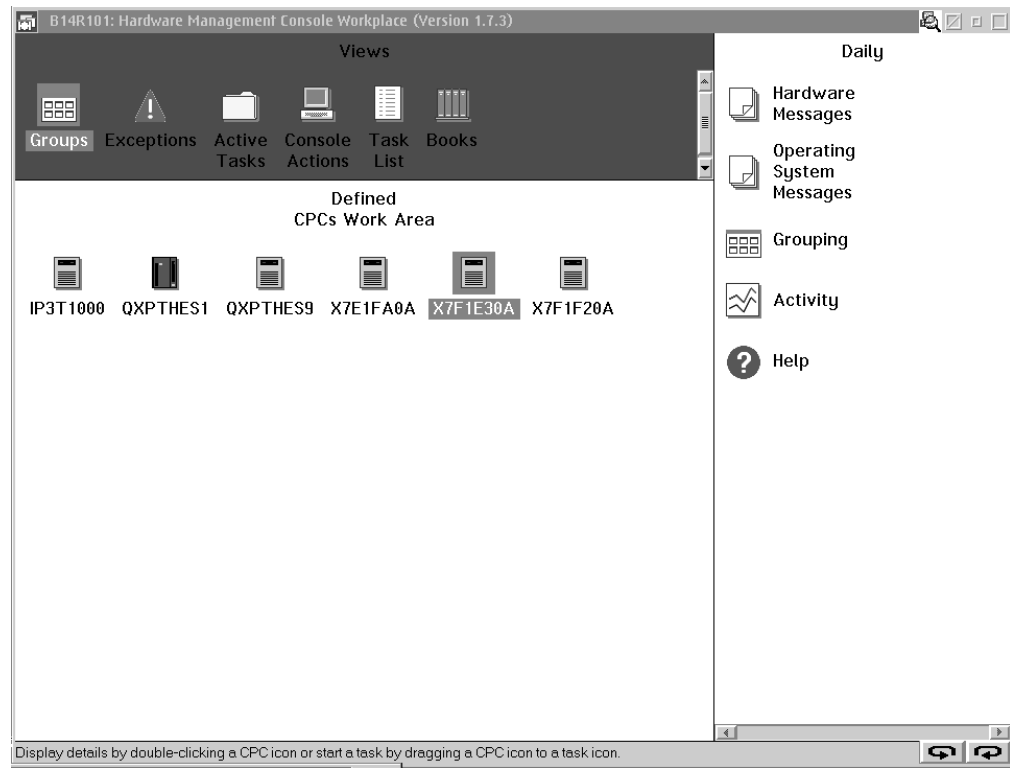 B14R101: Hardware Management Console Workplace (Version 1.7.3)
Views
Groups
Exceptions
Active
Tasks
Console
Actions
Task
List
Books
Defined
CPCs Work Area
IP3T1000
QXPTHES1
QXPTHES9
X7E1FA0A
X7F1E30A
X7F1F20A
Daily
Hardware
Messages
Operating
System
Messages
Grouping
Activity
Help
Display details by double-clicking a CPC icon or start a task by dragging a CPC icon to a task icon.